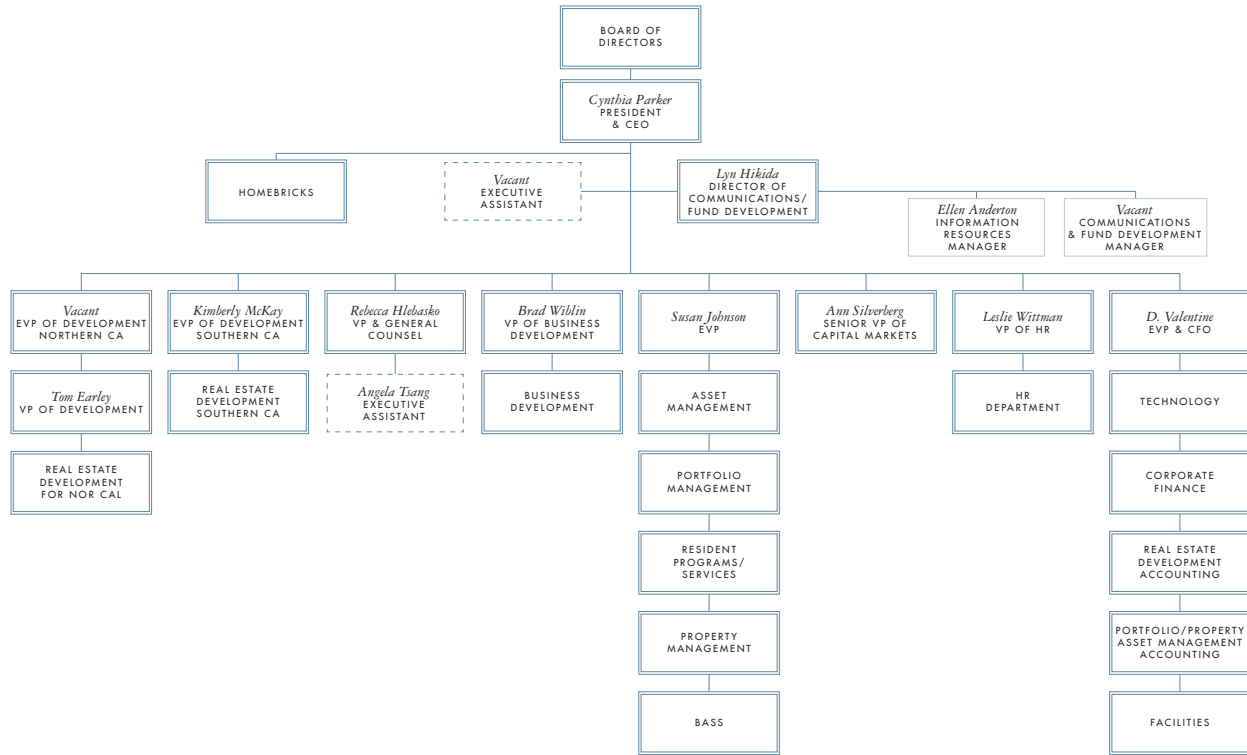 BOARD OF
DIRECTORS
Cynthia Parker
PRESIDENT
& CEO
HOMEBRICKS
Vacant
EXECUTIVE
ASSISTANT
Lyn Hikida
DIRECTOR OF
COMMUNICATIONS/
FUND DEVELOPMENT
Ellen Anderton
INFORMATION
RESOURCES
MANAGER
Vacant
COMMUNICATIONS
& FUND DEVELOPMENT
MANAGER
Vacant
EVP OF DEVELOPMENT
NORTHERN CA
Kimberly McKay
EVP OF DEVELOPMENT
SOUTHERN CA
Rebecca Hlebasko
VP & GENERAL
COUNSEL
Brad Wiblin
VP OF BUSINESS
DEVELOPMENT
Susan Johnson
EVP
Ann Silverberg
SENIOR VP OF
CAPITAL MARKETS
Leslie Wittman
VP OF HR
D. Valentine
EVP & CFO
Tom Earley
VP OF DEVELOPMENT
REAL ESTATE
DEVELOPMENT
SOUTHERN CA
Angela Tsang
EXECUTIVE
ASSISTANT
BUSINESS
DEVELOPMENT
ASSET
MANAGEMENT
HR
DEPARTMENT
TECHNOLOGY
REAL ESTATE
DEVELOPMENT
FOR NOR CAL
PORTFOLIO
MANAGEMENT
CORPORATE
FINANCE
RESIDENT
PROGRAMS/
SERVICES
REAL ESTATE
DEVELOPMENT
ACCOUNTING
PROPERTY
MANAGEMENT
PORTFOLIO/PROPERTY
ASSET MANAGEMENT
ACCOUNTING
BASS
FACILITIES